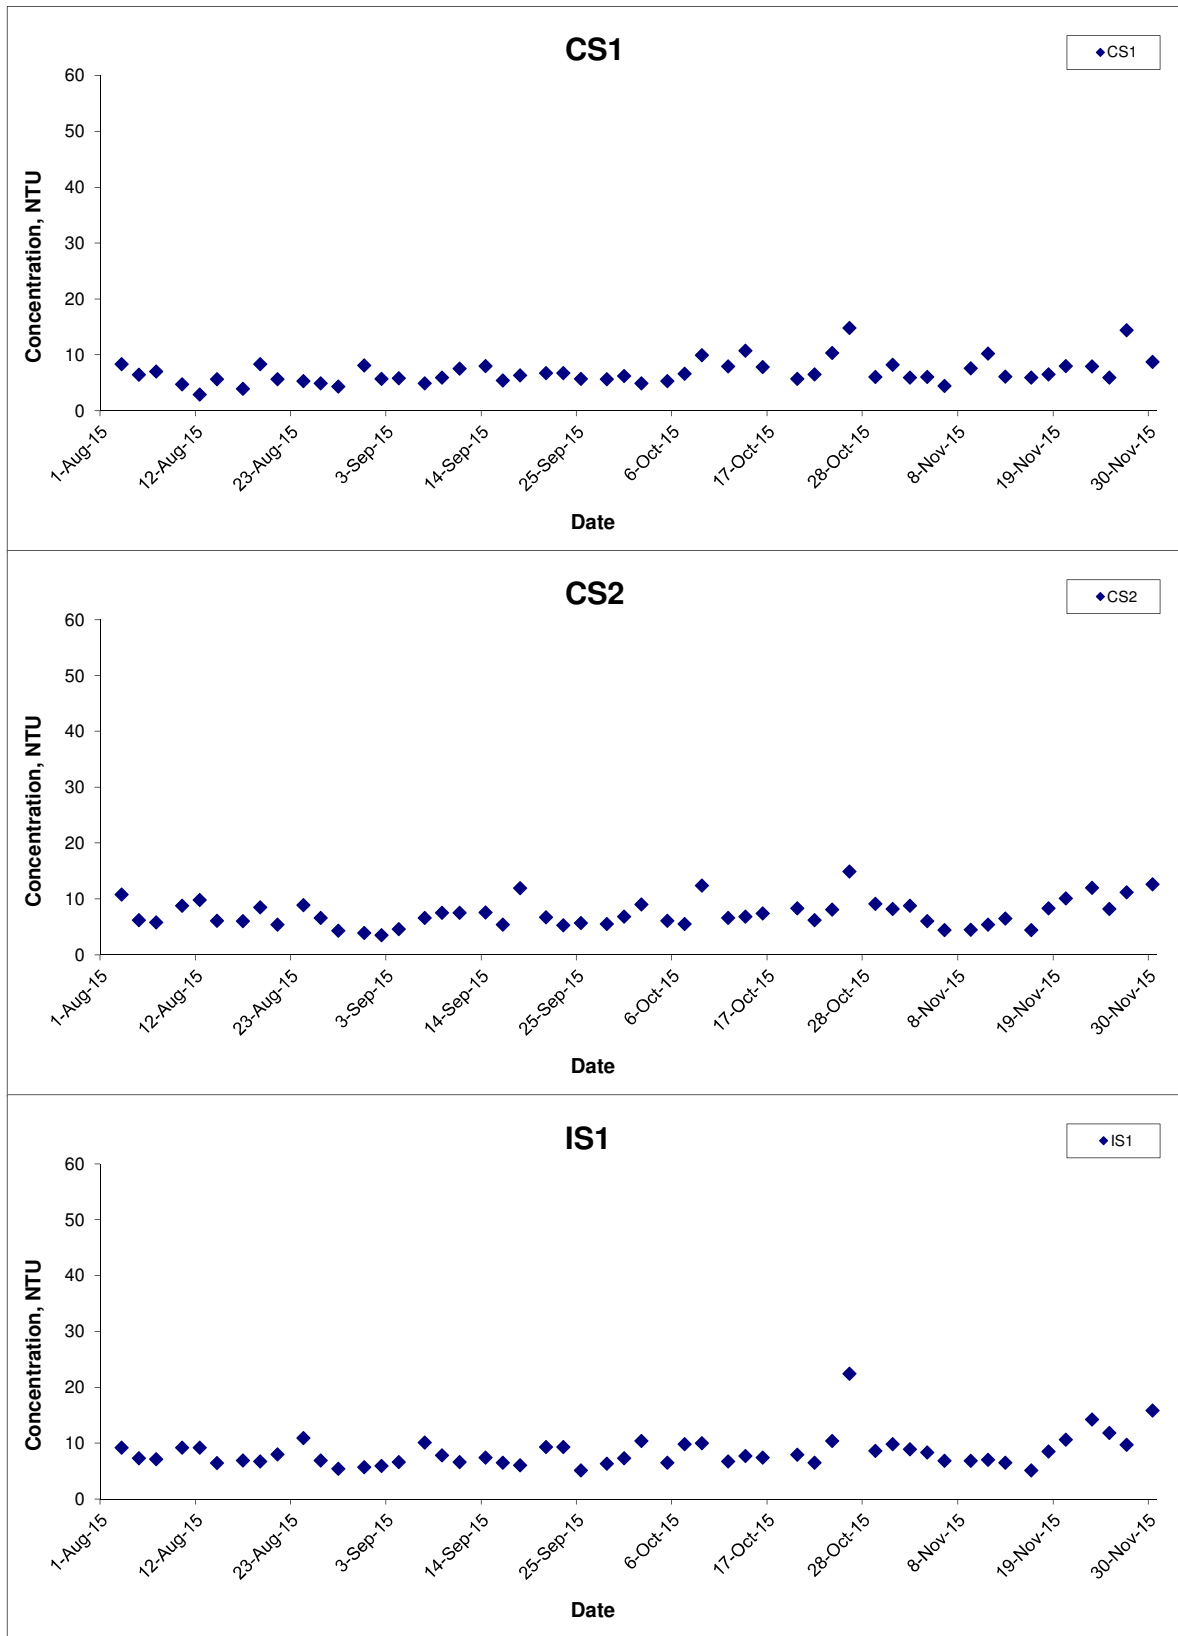 CS1
CS1
60
50
40
30
20
10
0
Concentration, NTU
1-Aug-15 12-Aug-15 23-Aug-15 3-Sep-15 14-Sep-15 25-Sep-15 6-Oct-15 17-Oct-15 28-Oct-15 8-Nov-15 19-Nov-15 30-Nov-15
Date
CS2
CS2
60
50
40
30
20
10
0
Concentration, NTU
1-Aug-15 12-Aug-15 23-Aug-15 3-Sep-15 14-Sep-15 25-Sep-15 6-Oct-15 17-Oct-15 28-Oct-15 8-Nov-15 19-Nov-15 30-Nov-15
Date
IS1
IS1
60
50
40
30
20
10
0
Concentration, NTU
1-Aug-15 12-Aug-15 23-Aug-15 3-Sep-15 14-Sep-15 25-Sep-15 6-Oct-15 17-Oct-15 28-Oct-15 8-Nov-15 19-Nov-15 30-Nov-15
Date